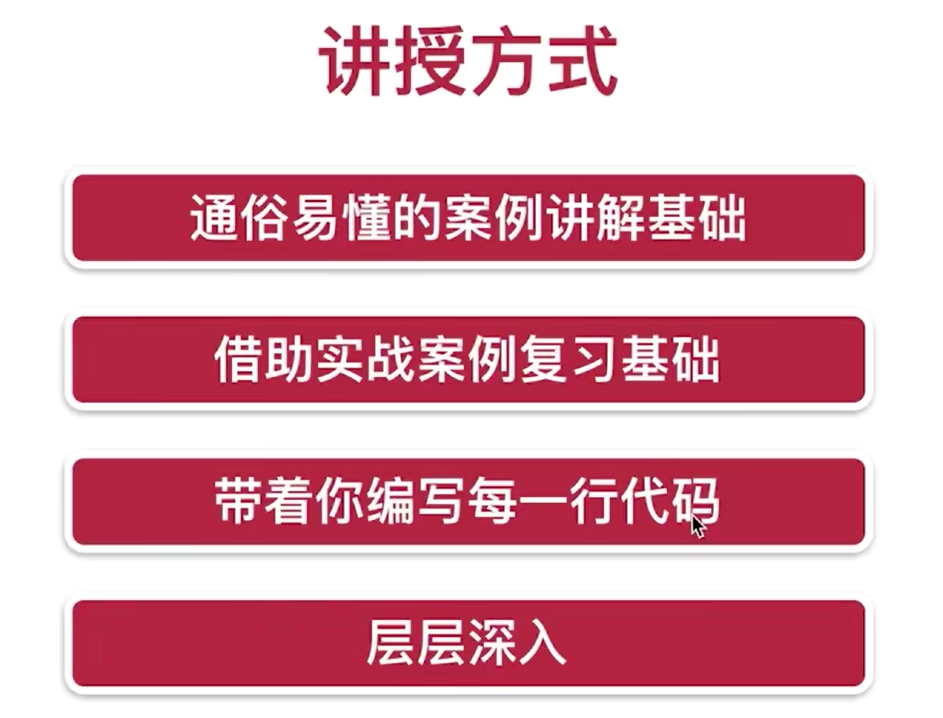 讲授方式
通俗易懂的案例讲解基础
借助实战案例复习基础
带着你编写每一行代码
层层深入